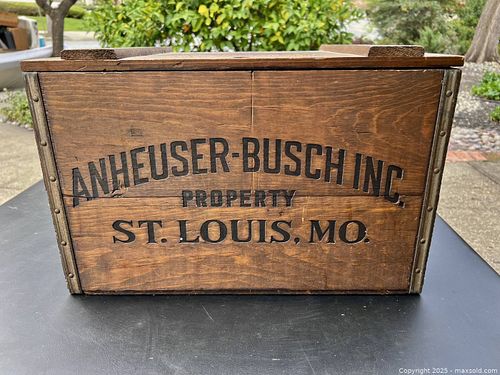 ANHEUSER-BUSCH INC.
PROPERTY
ST. LOUIS, MO.
Copyright 2025 - maxsold.com